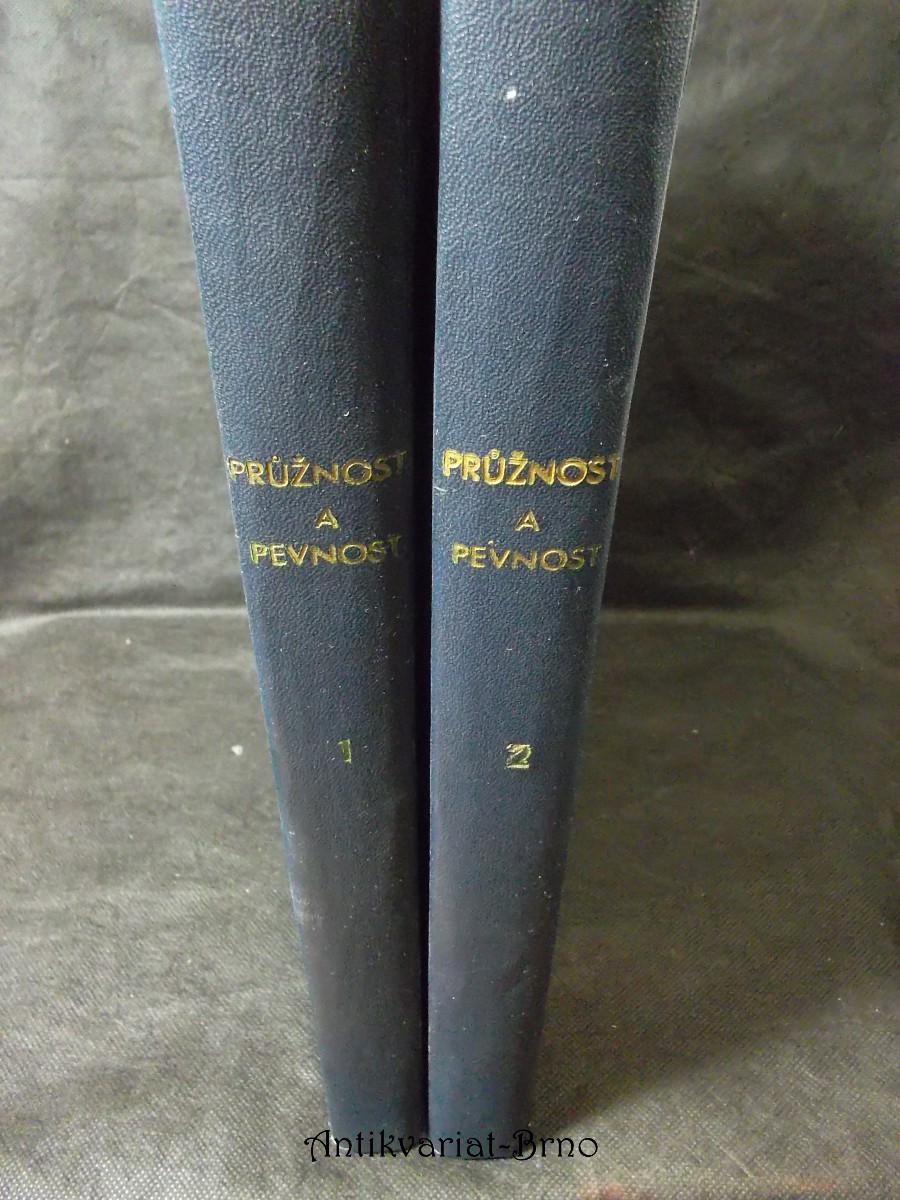 PRŮŽNOST
A
PEVNOST
1
PRŮŽNOST
A
PEVNOST
2
Antikvariat-Brno